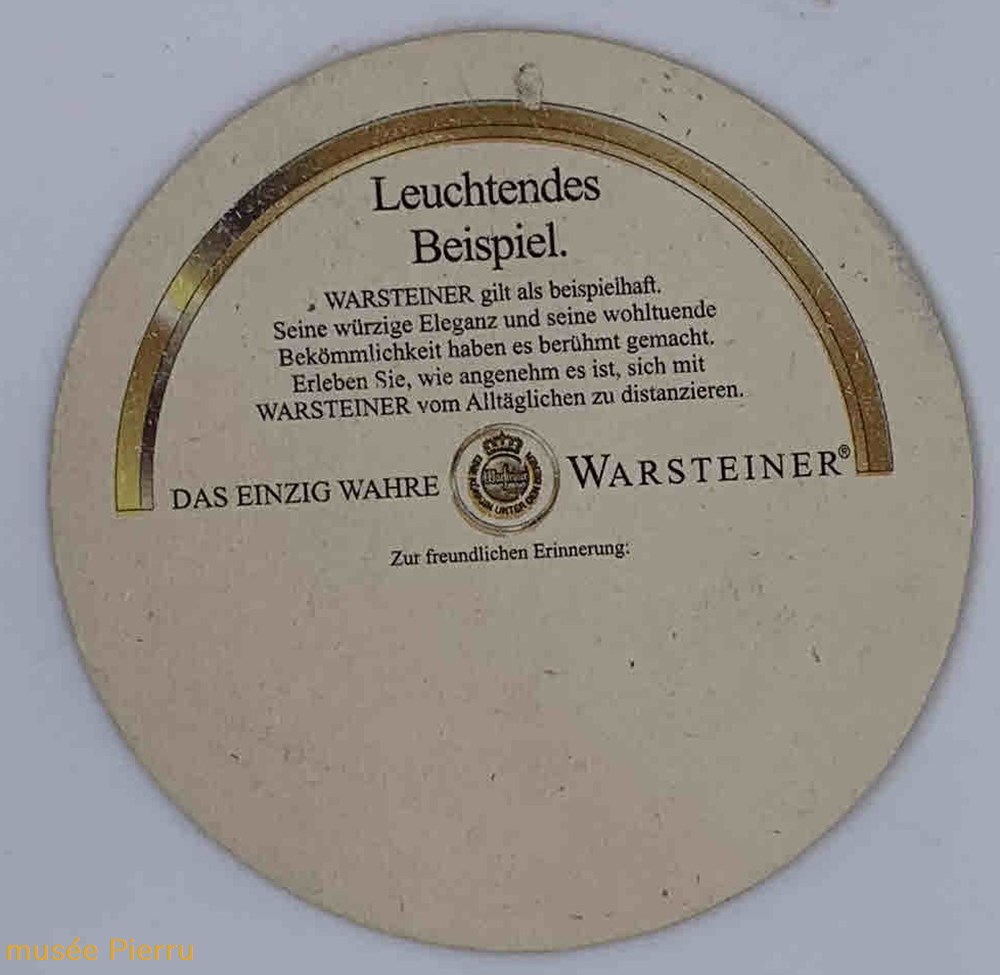 Leuchtendes
Beispiel.
WARSTEINER gilt als beispielhaft.
Seine würzige Eleganz und seine wohltuende
Bekömmlichkeit haben es berühmt gemacht.
Erleben Sie, wie angenehm es ist, sich mit
WARSTEINER vom Alltäglichen zu distanzieren.
DAS EINZIG WAHRE WARSTEINER®
Zur freundlichen Erinnerung:
musée Pierru